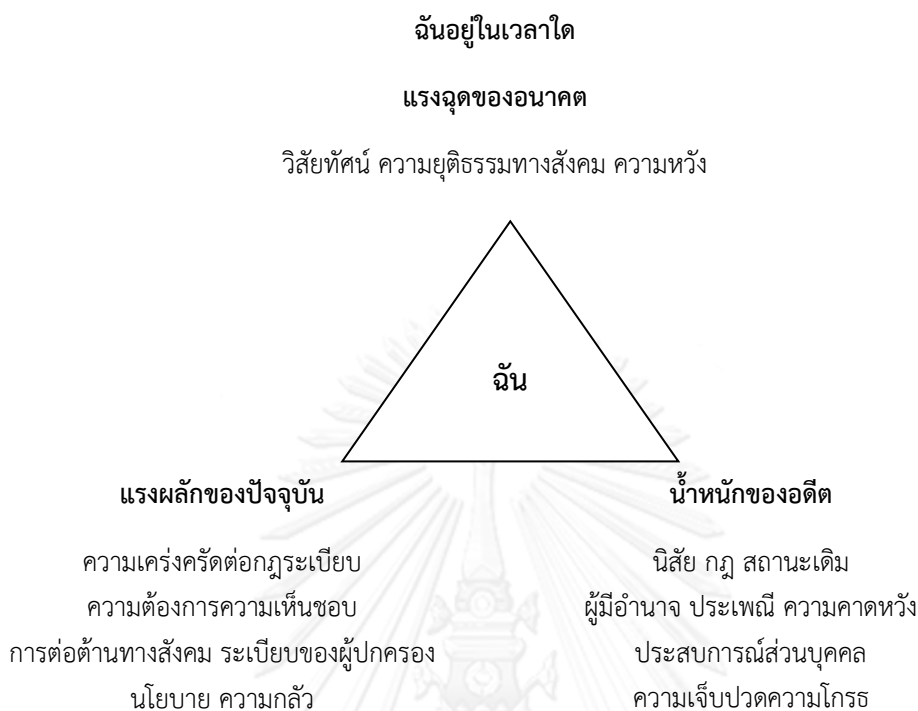 ฉันอยู่ในเวลาใด
แรงฉุดของอนาคต
วิสัยทัศน์ ความยุติธรรมทางสังคม ความหวัง
ฉัน
แรงผลักของปัจจุบัน
ความเคร่งครัดต่อกฎระเบียบ
ความต้องการความเห็นชอบ
การต่อต้านทางสังคม ระเบียบของผู้ปกครอง
นโยบาย ความกลัว
น้ำหนักของอดีต
นิสัย กฎ สถานะเดิม
ผู้มีอำนาจ ประเพณี ความคาดหวัง
ประสบการณ์ส่วนบุคคล
ความเจ็บปวดความโกรธ